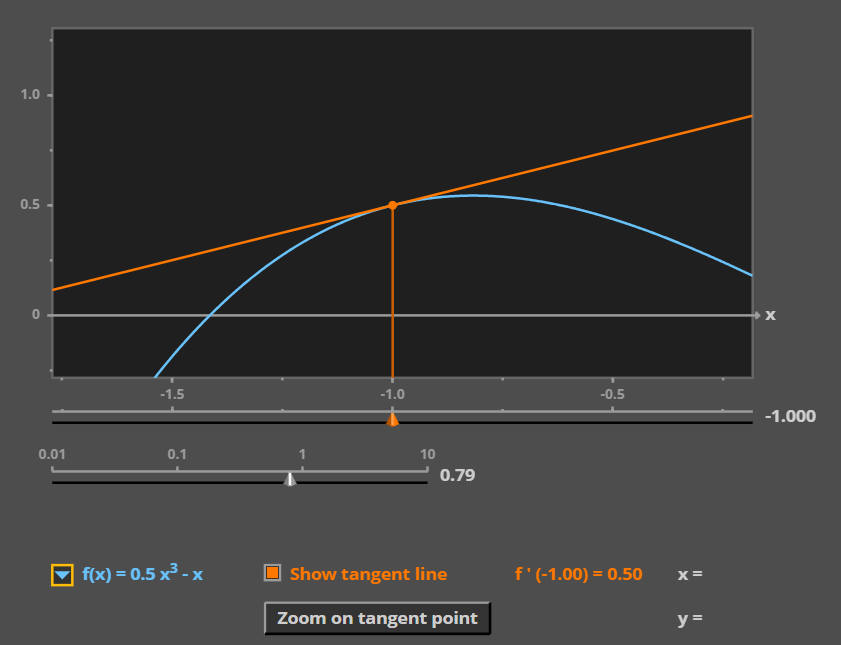 1.0
0.5
0
x
-1.5 -1.0 -0.5
-1.000
0.01 0.1 1 10
0.79
f(x) = 0.5 x³ - x Show tangent line f ' (-1.00) = 0.50 x =
Zoom on tangent point y =